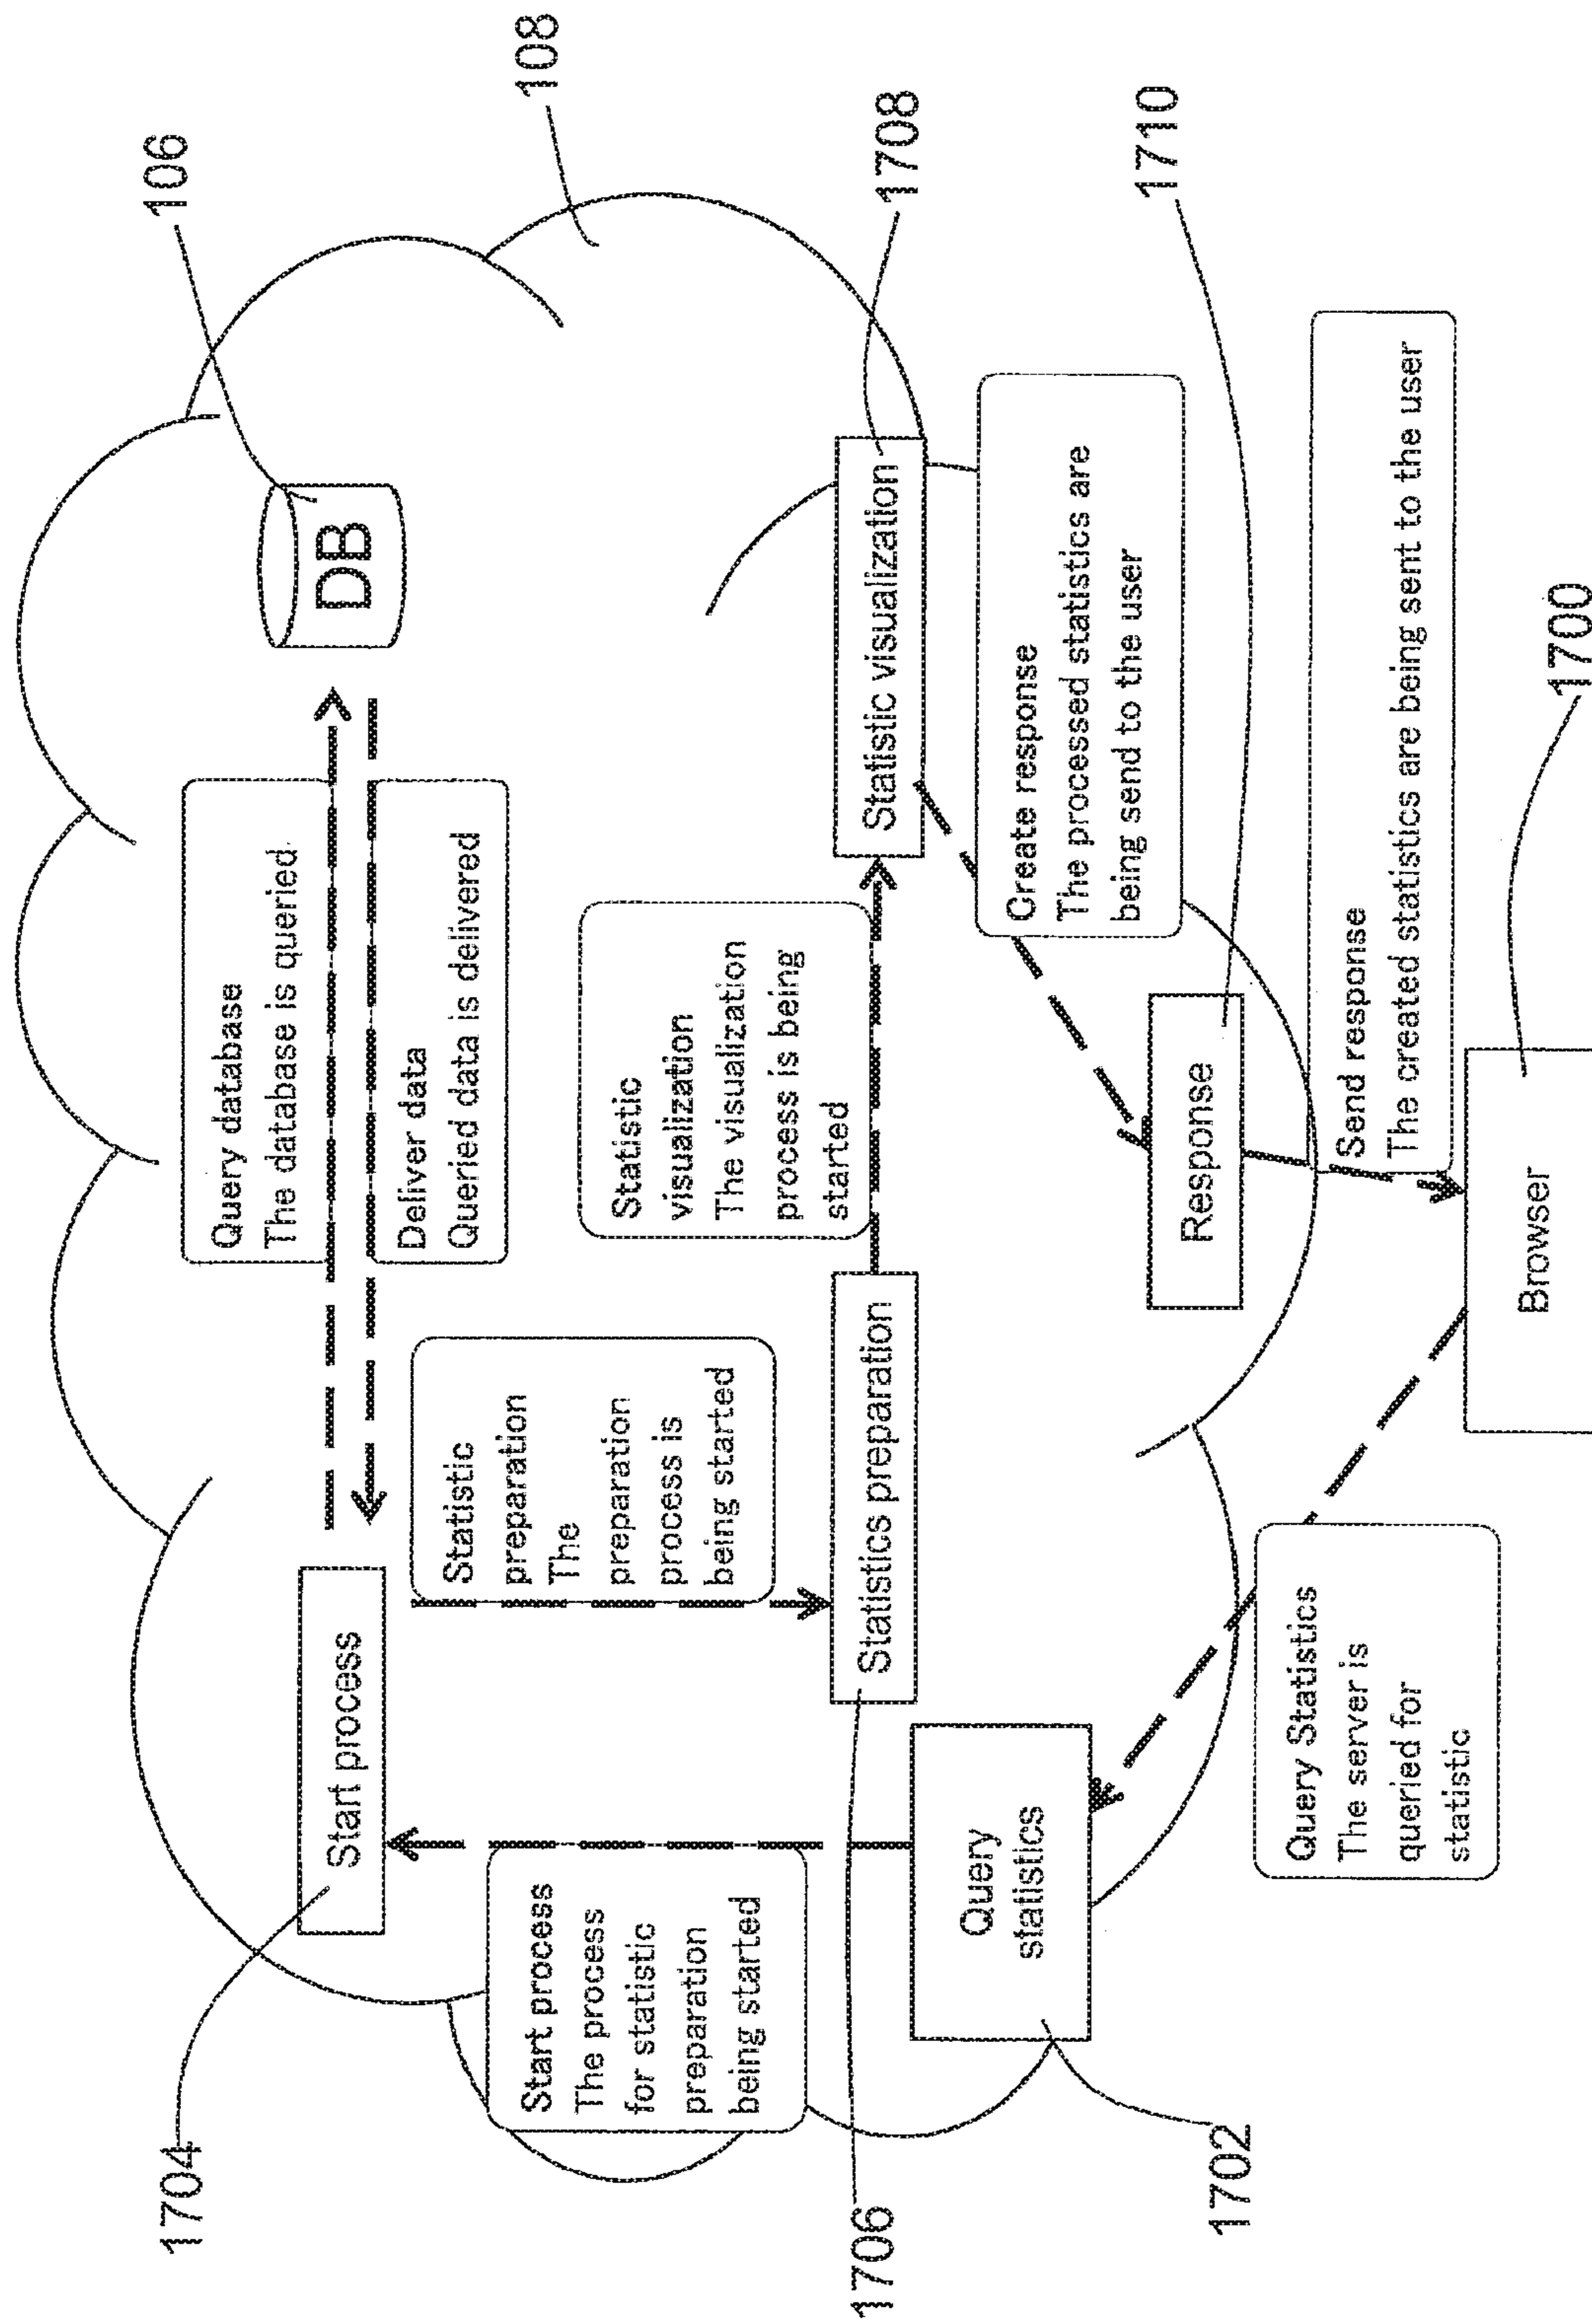 106
108
1704
Start process
Query database
The database is queried
DB
Deliver data
Queried data is delivered
Start process
The process
for statistic
preparation
being started
Statistic
preparation
The
preparation
process is
being started
Statistic
visualization
The visualization
process is being
started
1708
1706
Statistics preparation
Statistic visualization
Query
statistics
Create response
The processed statistics are
being send to the user
1710
1702
Response
Query Statistics
The server is
queried for
statistic
Send response
The created statistics are being sent to the user
Browser
1700